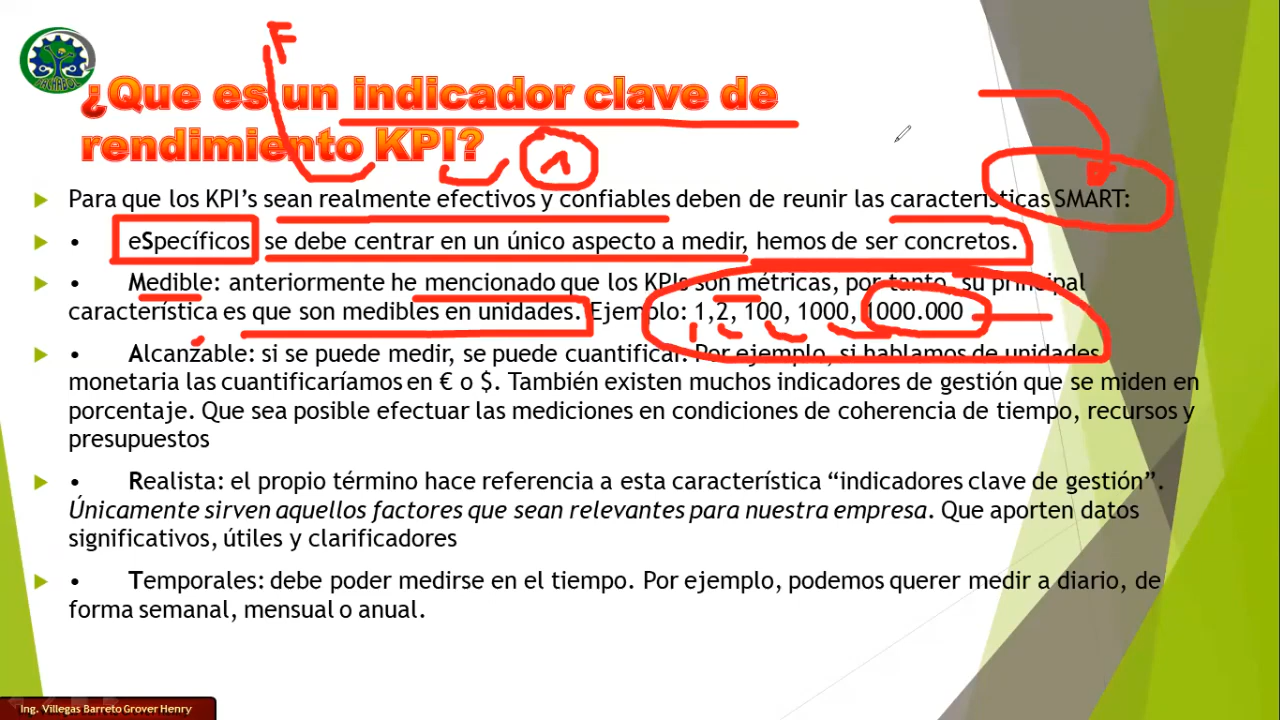 F
¿Que es un indicador clave de
rendimiento KPI?
1
Para que los KPI's sean realmente efectivos y confiables deben de reunir las características SMART:
• eSpecíficos se debe centrar en un único aspecto a medir, hemos de ser concretos.
• Medible: anteriormente he mencionado que los KPIs son métricas, por tanto, su principal
característica es que son medibles en unidades. Ejemplo: 1,2, 100, 1000, 1000.000
• Alcanzable: si se puede medir, se puede cuantificar. Por ejemplo, si hablamos de unidades
monetaria las cuantificaríamos en € o $. También existen muchos indicadores de gestión que se miden en
porcentaje. Que sea posible efectuar las mediciones en condiciones de coherencia de tiempo, recursos y
presupuestos
• Realista: el propio término hace referencia a esta característica “indicadores clave de gestión”.
Únicamente sirven aquellos factores que sean relevantes para nuestra empresa. Que aporten datos
significativos, útiles y clarificadores
• Temporales: debe poder medirse en el tiempo. Por ejemplo, podemos querer medir a diario, de
forma semanal, mensual o anual.
Ing. Villegas Barreto Grover Henry